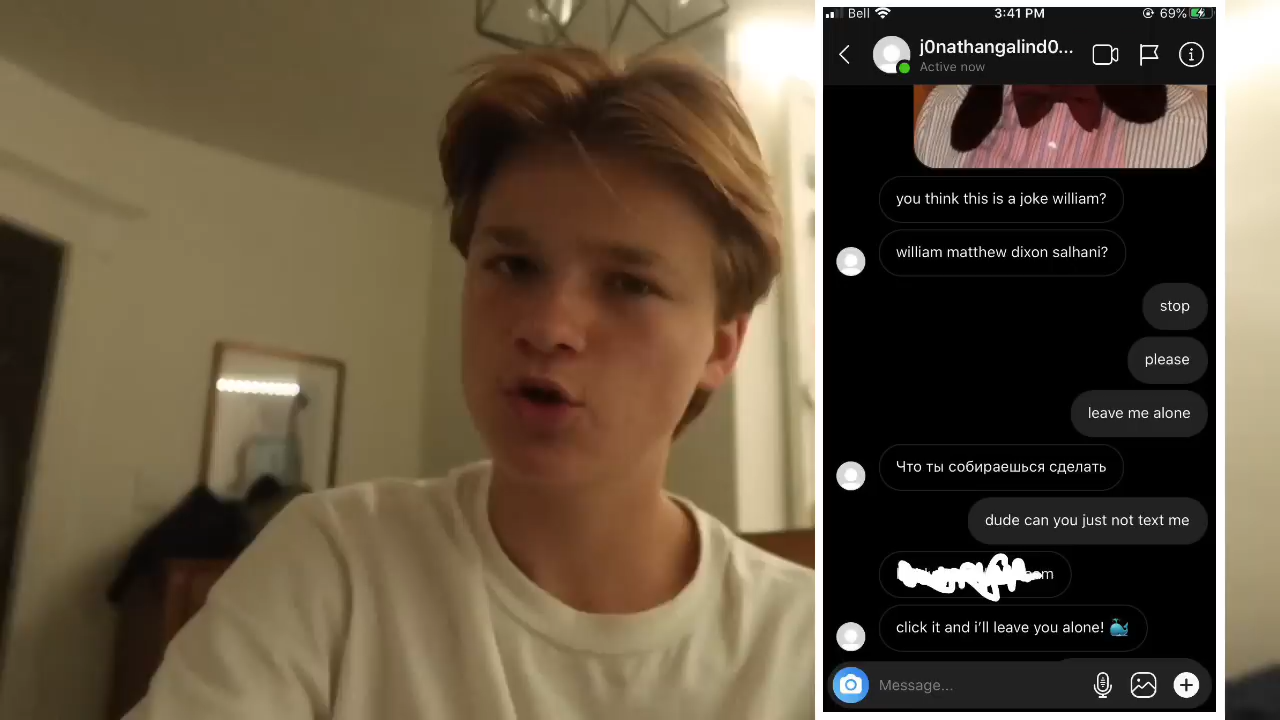 Bell 3:41 PM 69%
j0nathangalind0...
Active now
you think this is a joke william?
william matthew dixon salhani?
stop
please
leave me alone
Что ты собираешься сделать
dude can you just not text me
click it and i'll leave you alone! 🐳
Message...